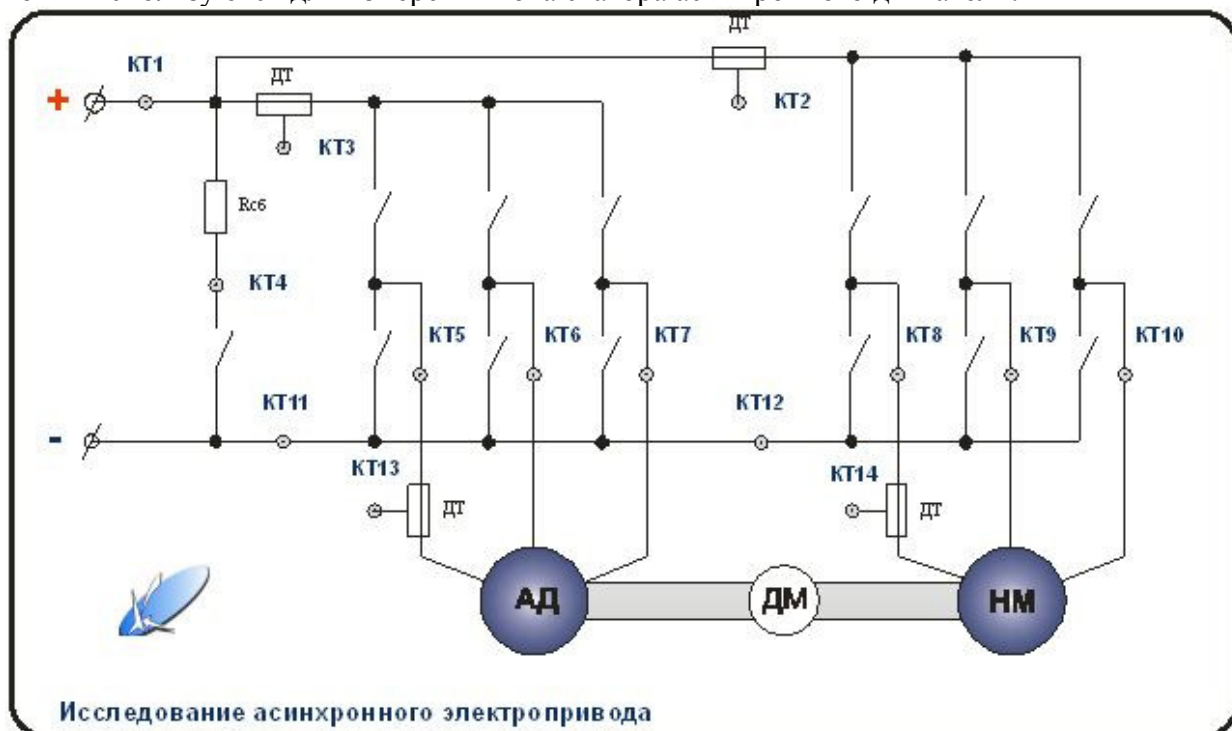 ДТ
КТ1
ДТ
+
КТ2
КТ3
Rсб
КТ4
КТ5
КТ6
КТ7
КТ8
КТ9
КТ10
КТ11
КТ12
-
КТ13
КТ14
ДТ
ДТ
АД
ДМ
НМ
Исследование асинхронного электропривода